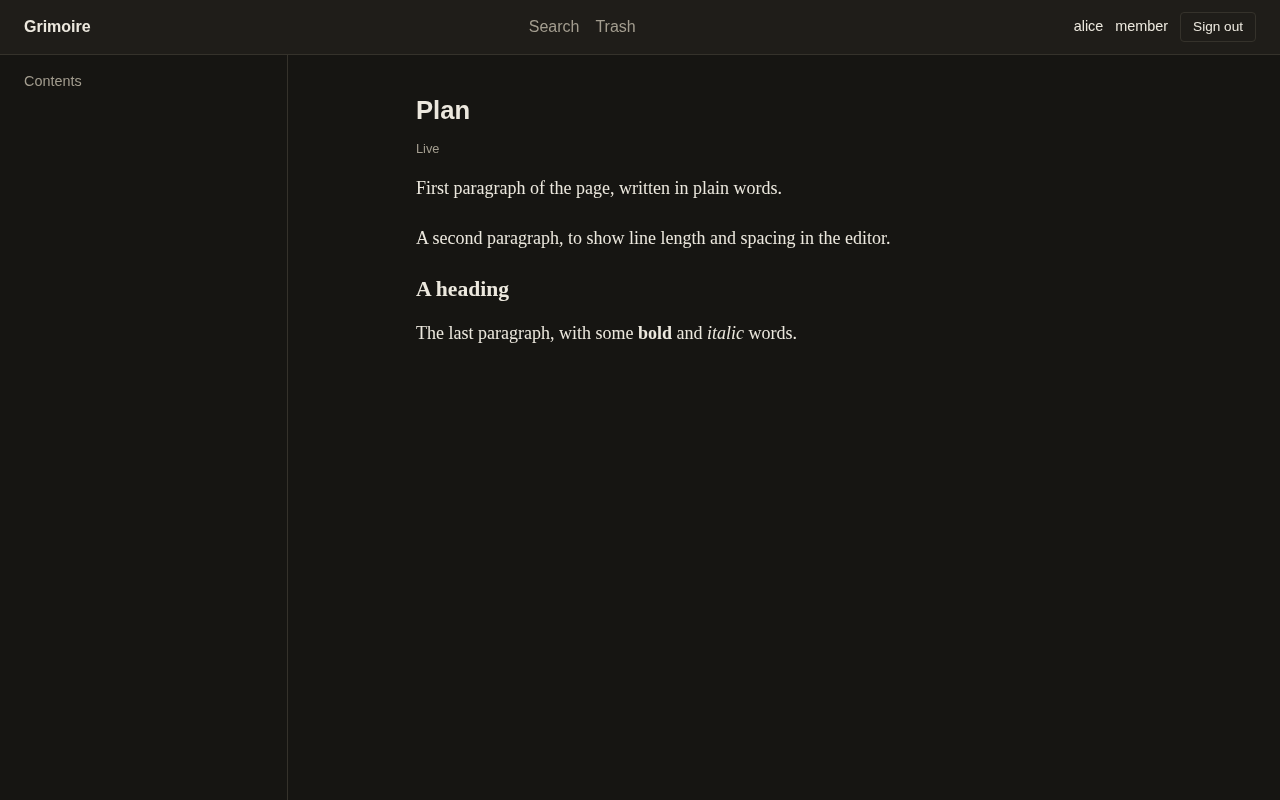 Grimoire
Search Trash
alice member Sign out
Contents
Plan
Live
First paragraph of the page, written in plain words.
A second paragraph, to show line length and spacing in the editor.
A heading
The last paragraph, with some bold and italic words.